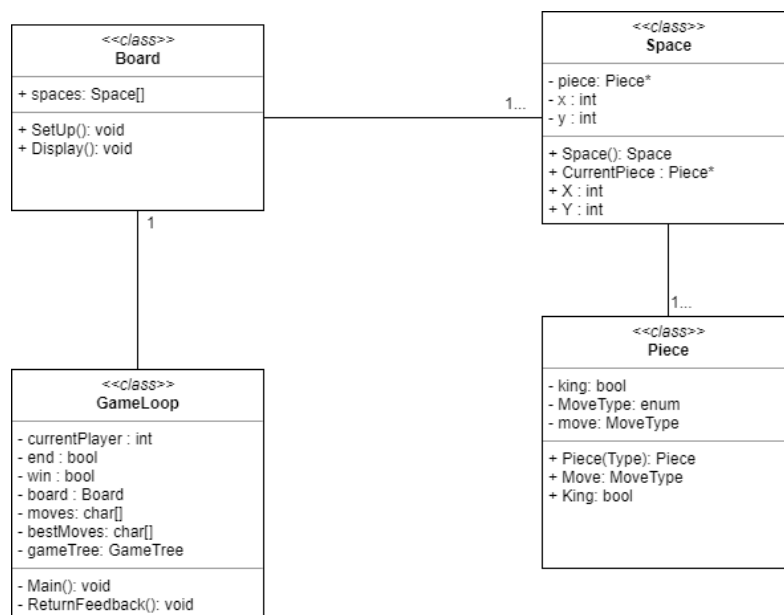 <<class>>
Board
+ spaces: Space[]
+ SetUp(): void
+ Display(): void
1...
1
<<class>>
Space
- piece: Piece*
- x : int
- y : int
+ Space(): Space
+ CurrentPiece : Piece*
+ X : int
+ Y : int
1...
<<class>>
Piece
- king: bool
- MoveType: enum
- move: MoveType
+ Piece(Type): Piece
+ Move: MoveType
+ King: bool
<<class>>
GameLoop
- currentPlayer : int
- end : bool
- win : bool
- board : Board
- moves: char[]
- bestMoves: char[]
- gameTree: GameTree
- Main(): void
- ReturnFeedback(): void